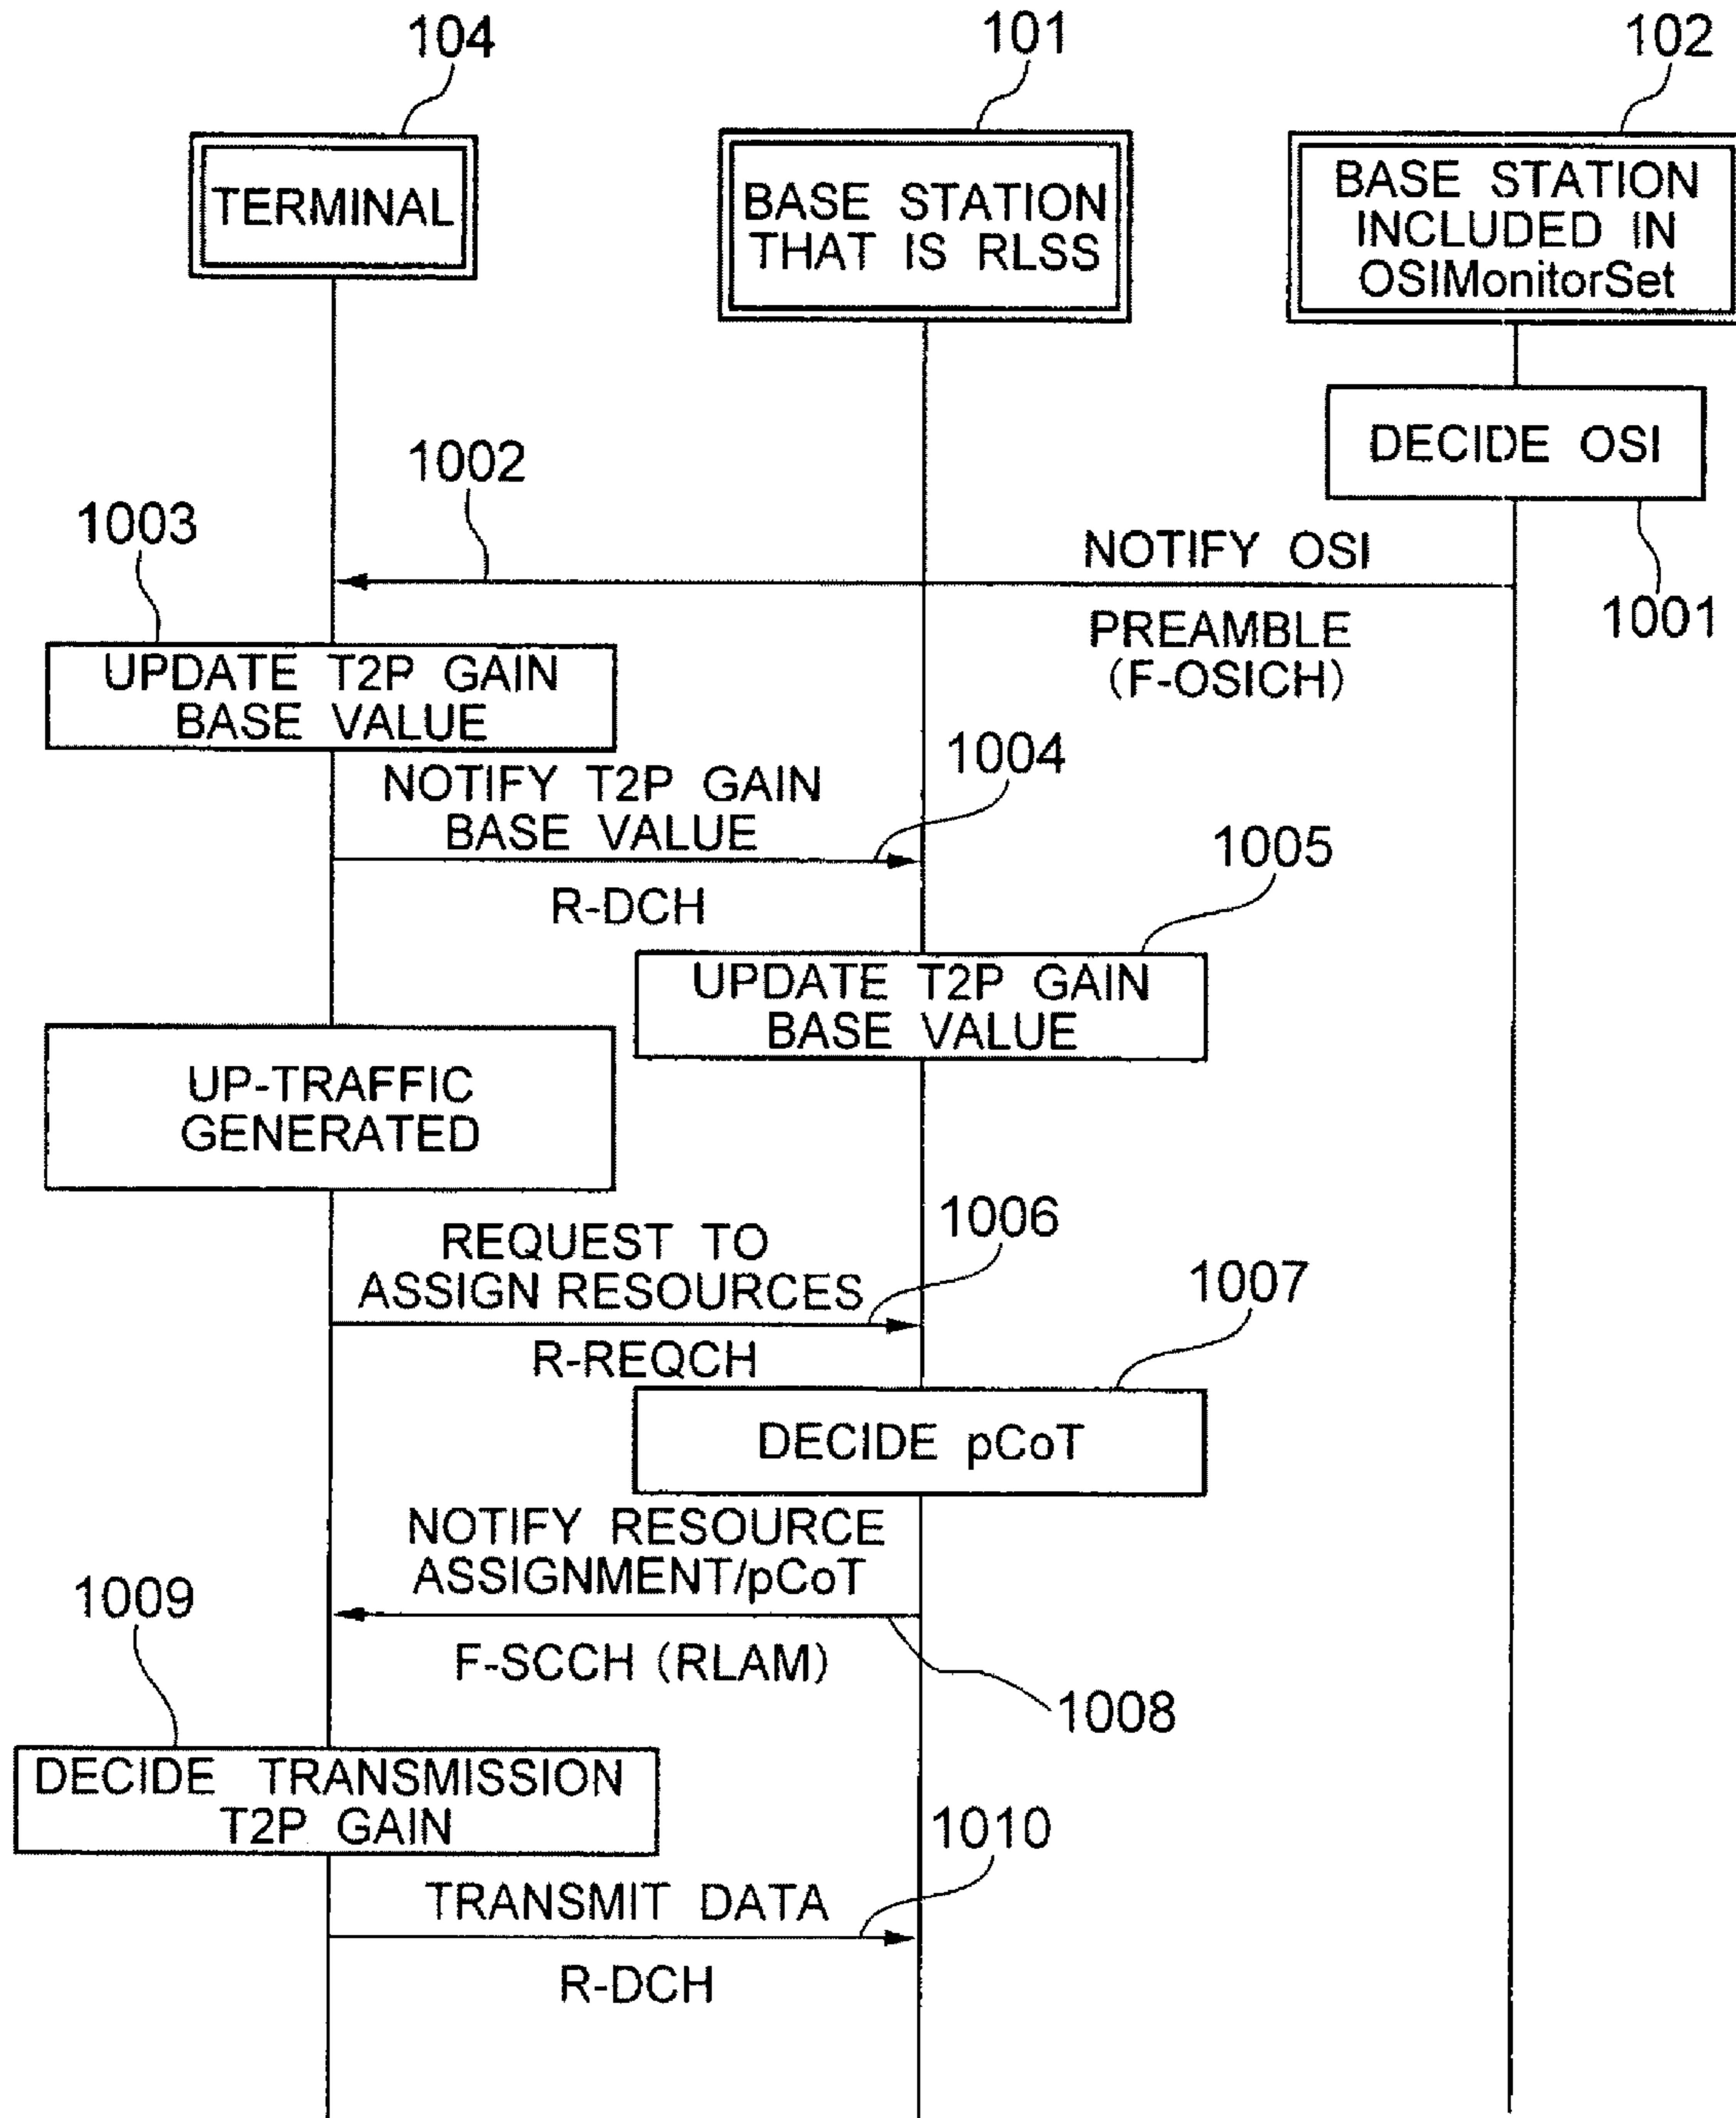 104
101
102
TERMINAL
BASE STATION
THAT IS RLSS
BASE STATION
INCLUDED IN
OSIMonitorSet
DECIDE OSI
1001
1002
NOTIFY OSI
PREAMBLE
(F-OSICH)
1003
UPDATE T2P GAIN
BASE VALUE
NOTIFY T2P GAIN
BASE VALUE
1004
R-DCH
1005
UPDATE T2P GAIN
BASE VALUE
UP-TRAFFIC
GENERATED
REQUEST TO
ASSIGN RESOURCES
1006
R-REQCH
1007
DECIDE pCoT
NOTIFY RESOURCE
ASSIGNMENT/pCoT
F-SCCH (RLAM)
1008
1009
DECIDE TRANSMISSION
T2P GAIN
TRANSMIT DATA
1010
R-DCH